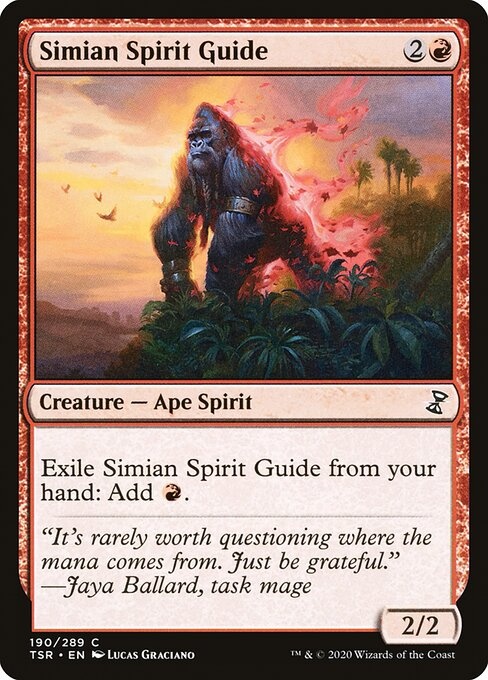 Simian Spirit Guide 2
Creature — Ape Spirit
Exile Simian Spirit Guide from your
hand: Add .
“It's rarely worth questioning where the
mana comes from. Just be grateful.”
—Jaya Ballard, task mage
2/2
190/289 C
TSR • EN Lucas Graciano ™ & © 2020 Wizards of the Coast